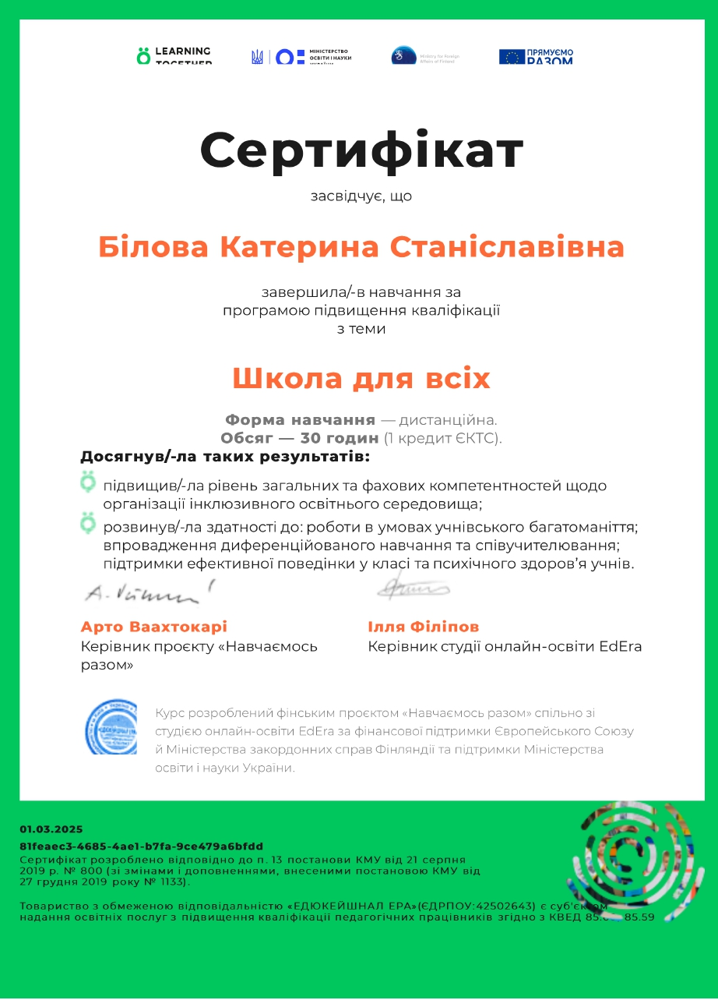 LEARNING
TOGETHER
МІНІСТЕРСТВО
ОСВІТИ І НАУКИ
УКРАЇНИ
Ministry for Foreign
Affairs of Finland
ПРЯМУЄМО
РАЗОМ
Сертифікат
засвідчує, що
Білова Катерина Станіславівна
завершила/-в навчання за
програмою підвищення кваліфікації
з теми
Школа для всіх
Форма навчання — дистанційна.
Обсяг — 30 годин (1 кредит ЄКТС).
Досягнув/-ла таких результатів:
підвищив/-ла рівень загальних та фахових компетентностей щодо
організації інклюзивного освітнього середовища;
розвинув/-ла здатності до: роботи в умовах учнівського багатоманіття;
впровадження диференційованого навчання та співучителювання;
підтримки ефективної поведінки у класі та психічного здоров’я учнів.
Арто Ваахтокарі
Керівник проєкту «Навчаємось
разом»
Ілля Філіпов
Керівник студії онлайн-освіти EdEra
Курс розроблений фінським проєктом «Навчаємось разом» спільно зі
студією онлайн-освіти EdEra за фінансової підтримки Європейського Союзу
й Міністерства закордонних справ Фінляндії та підтримки Міністерства
освіти і науки України.
01.03.2025
81feaec3-4685-4ae1-b7fa-9ce479a6bfdd
Сертифікат розроблено відповідно до п. 13 постанови КМУ від 21 серпня
2019 р. № 800 (зі змінами і доповненнями, внесеними постановою КМУ від
27 грудня 2019 року № 1133).
Товариство з обмеженою відповідальністю «ЕДЮКЕЙШНАЛ ЕРА»(ЄДРПОУ:42502643) є суб'єктом
надання освітніх послуг з підвищення кваліфікації педагогічних працівників згідно з КВЕД 85.59